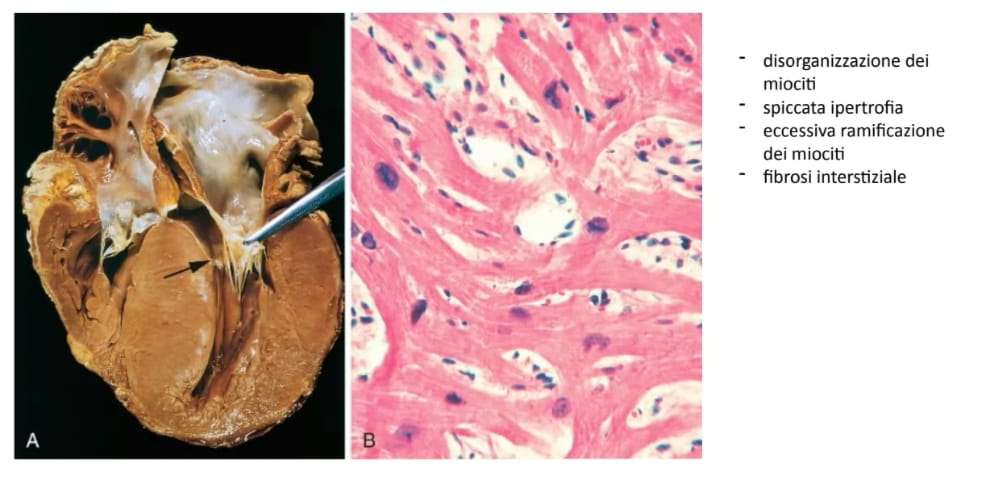 - disorganizzazione dei
miociti
- spiccata ipertrofia
- eccessiva ramificazione
dei miociti
- fibrosi interstiziale
A
B